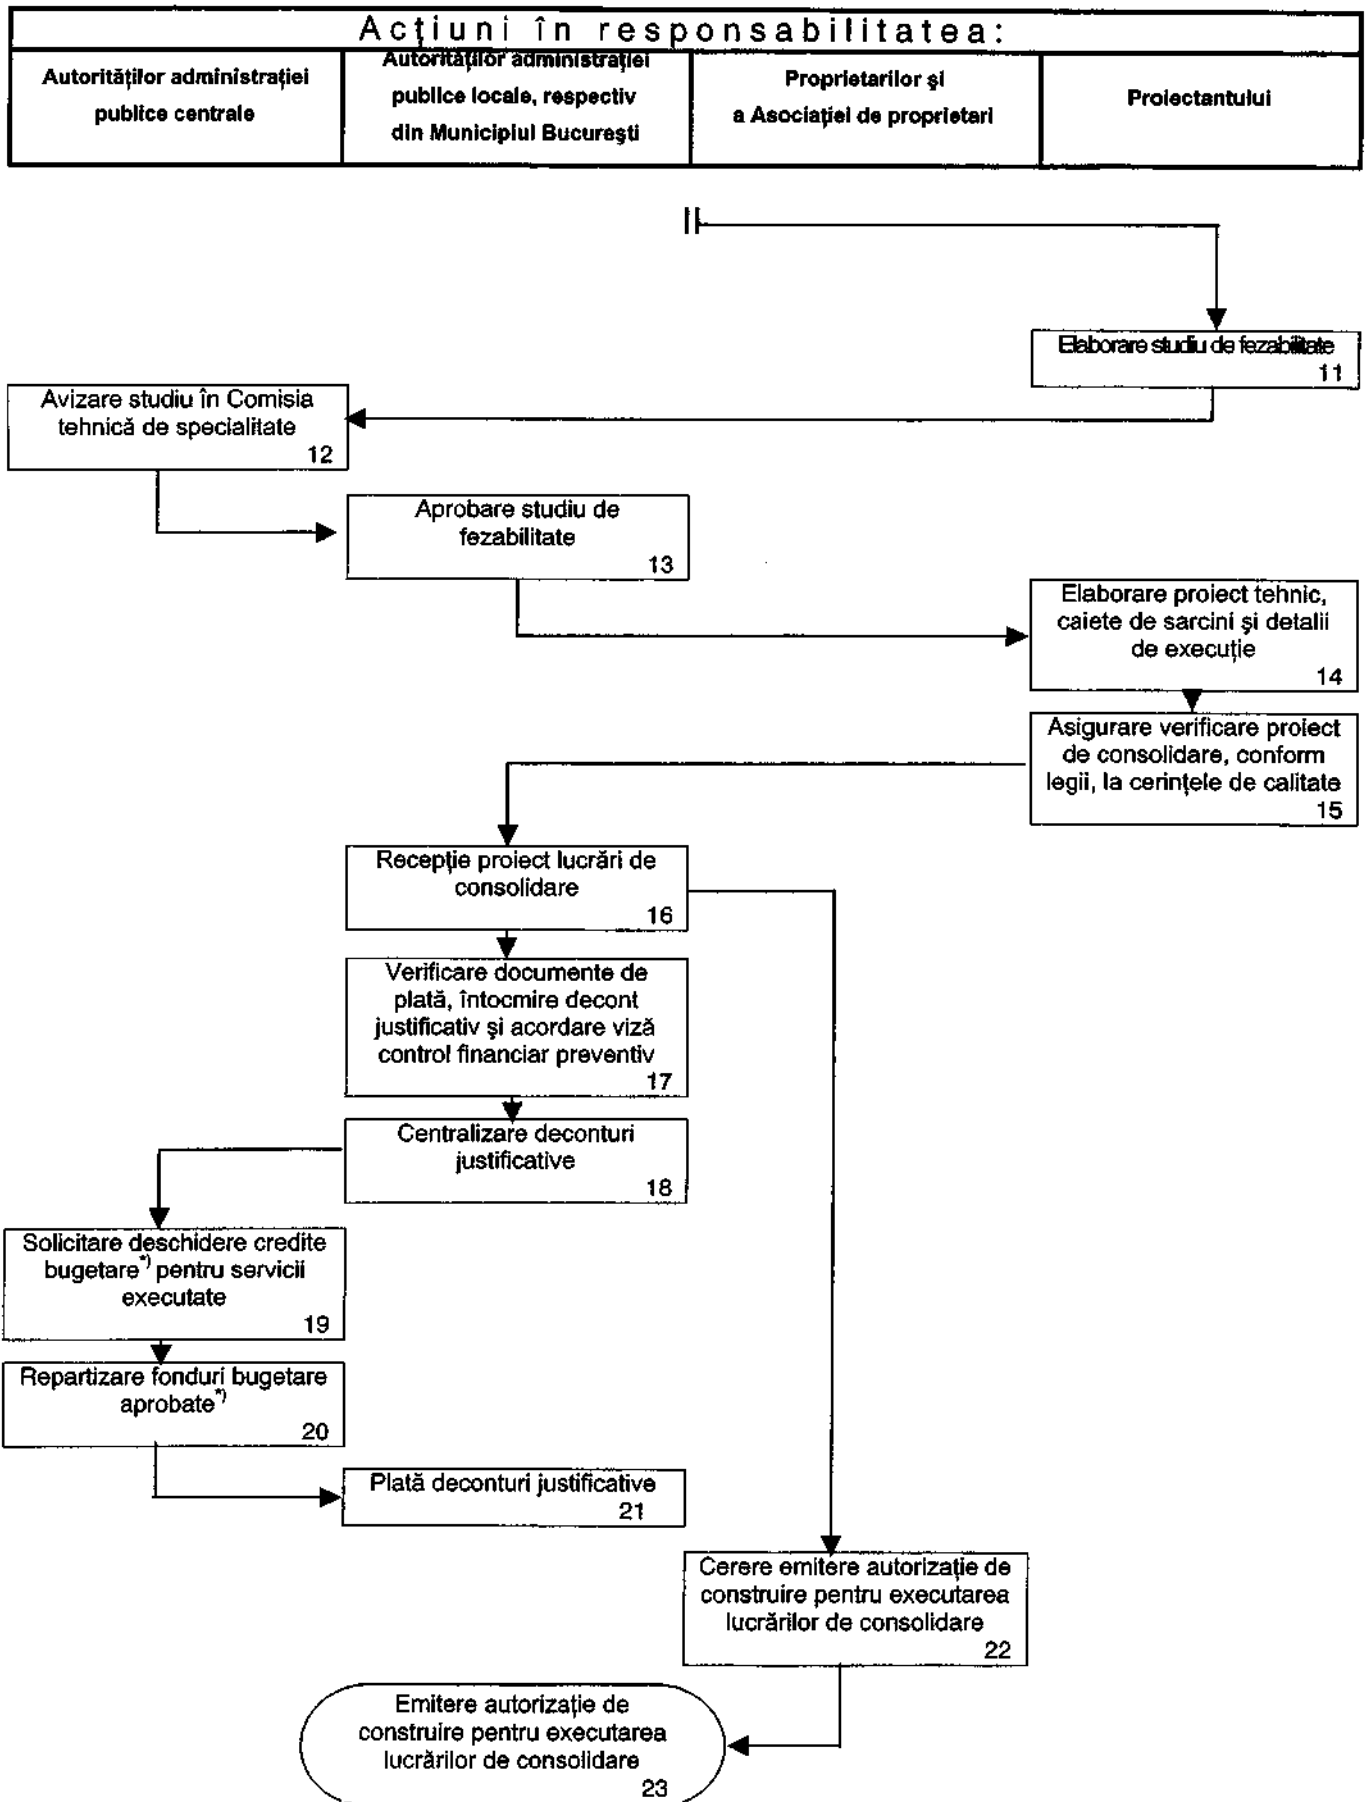 Acțiuni în responsabilitatea:
Autorităților administrației
publice centrale
Autorităților administrației
publice locale, respectiv
din Municipiul București
Proprietarilor și
a Asociației de proprietari
Proiectantului
Elaborare studiu de fezabilitate
11
Avizare studiu în Comisia
tehnică de specialitate
12
Aprobare studiu de
fezabilitate
13
Elaborare proiect tehnic,
caiete de sarcini și detalii
de execuție
14
Asigurare verificare proiect
de consolidare, conform
legii, la cerințele de calitate
15
Recepție proiect lucrări de
consolidare
16
Verificare documente de
plată, întocmire decont
justificativ și acordare viză
control financiar preventiv
17
Centralizare deconturi
justificative
18
Solicitare deschidere credite
bugetare*) pentru servicii
executate
19
Repartizare fonduri bugetare
aprobate*)
20
Plată deconturi justificative
21
Cerere emitere autorizație de
construire pentru executarea
lucrărilor de consolidare
22
Emitere autorizație de
construire pentru executarea
lucrărilor de consolidare
23